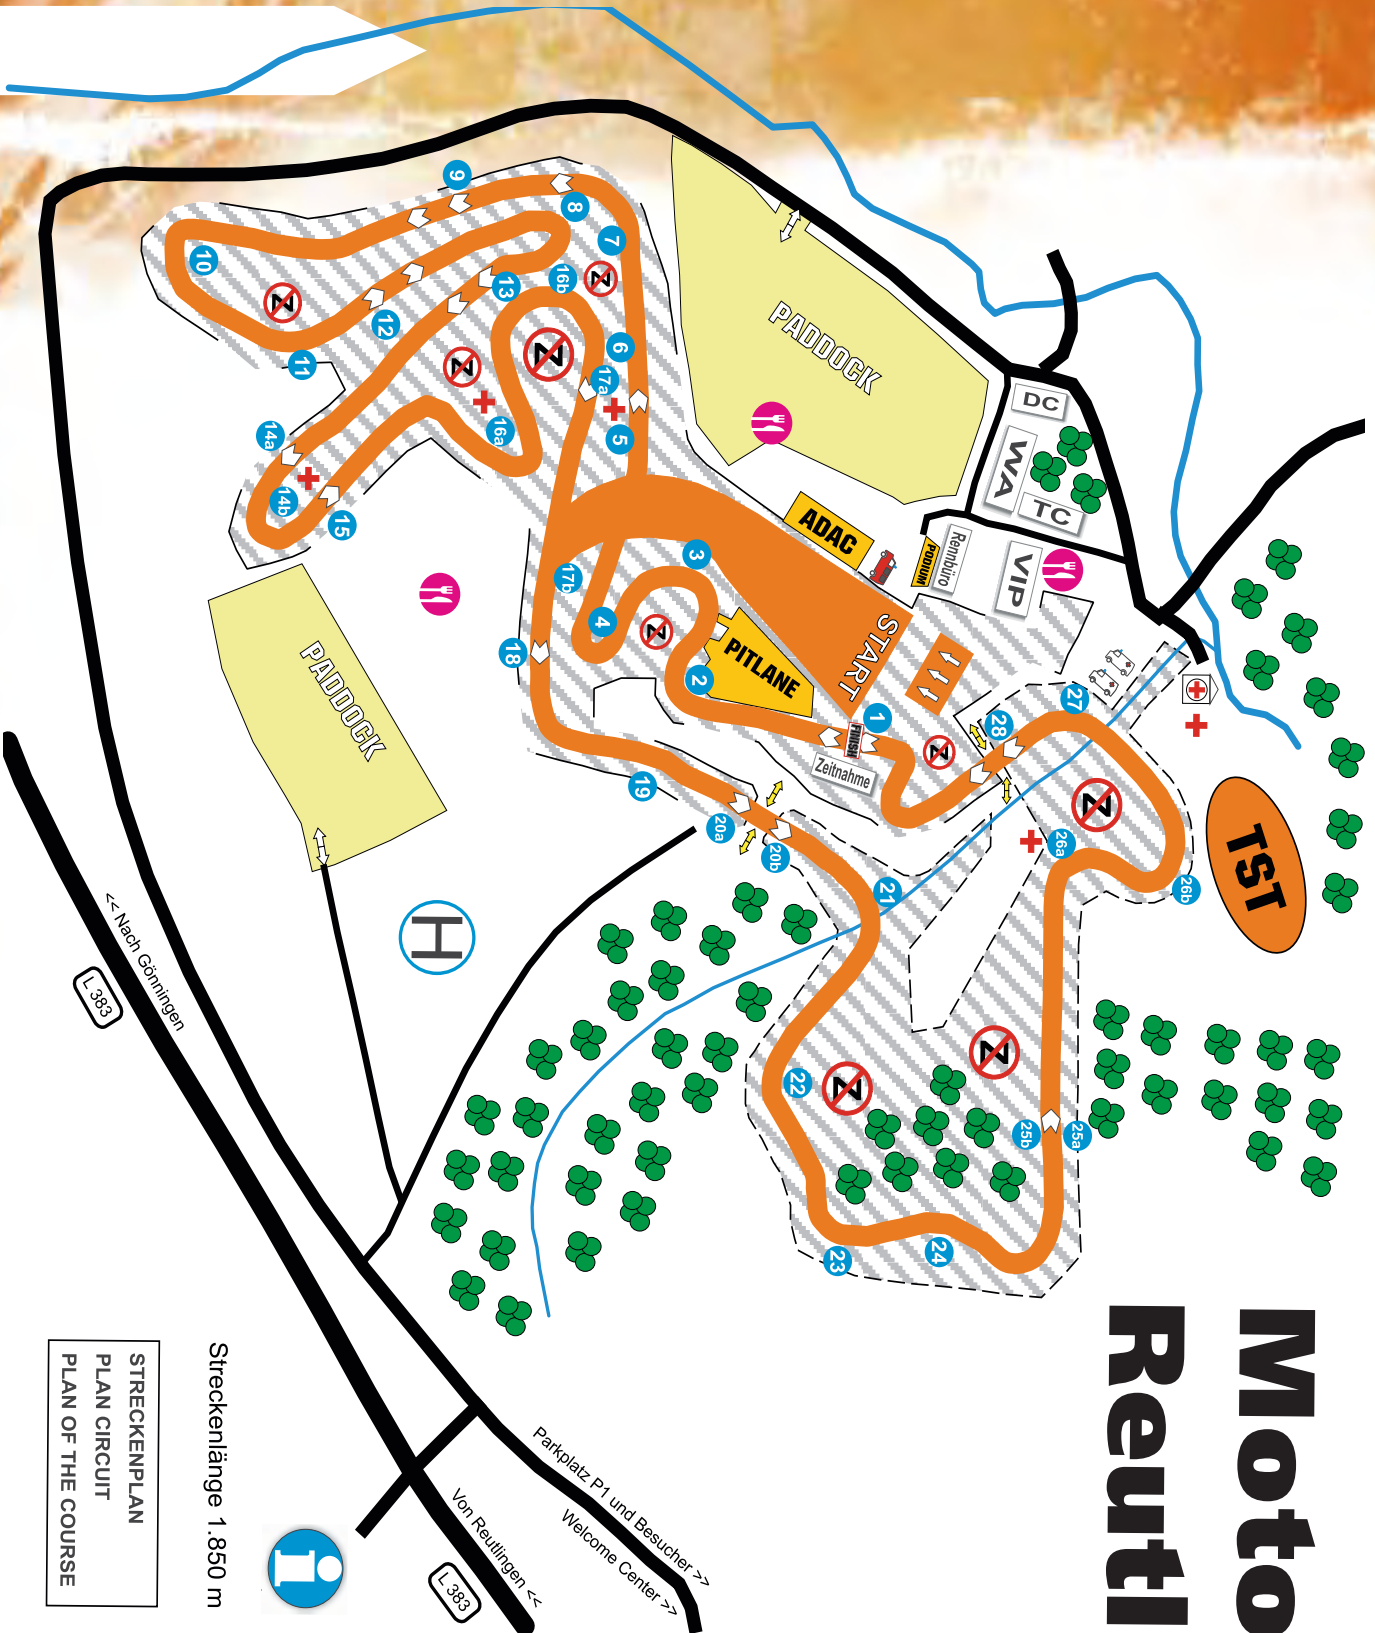 Moto
Reutl
TST
DC
WA
TC
VIP
Rennbüro
PODIUM
ADAC
PADDOCK
START
PITLANE
FINISH
Zeitnahme
PADDOCK
H
1
2
3
4
5
6
7
8
9
10
11
12
13
14a
14b
15
16a
16b
17a
17b
18
19
20a
20b
21
22
23
24
25a
25b
26a
26b
27
28
Z
Z
Z
Z
Z
Z
Z
Z
Z
<< Nach Gönningen
L 383
Parkplatz P1 und Besucher >>
Welcome Center >>
Von Reutlingen <<
L 383
i
Streckenlänge 1.850 m
STRECKENPLAN
PLAN CIRCUIT
PLAN OF THE COURSE